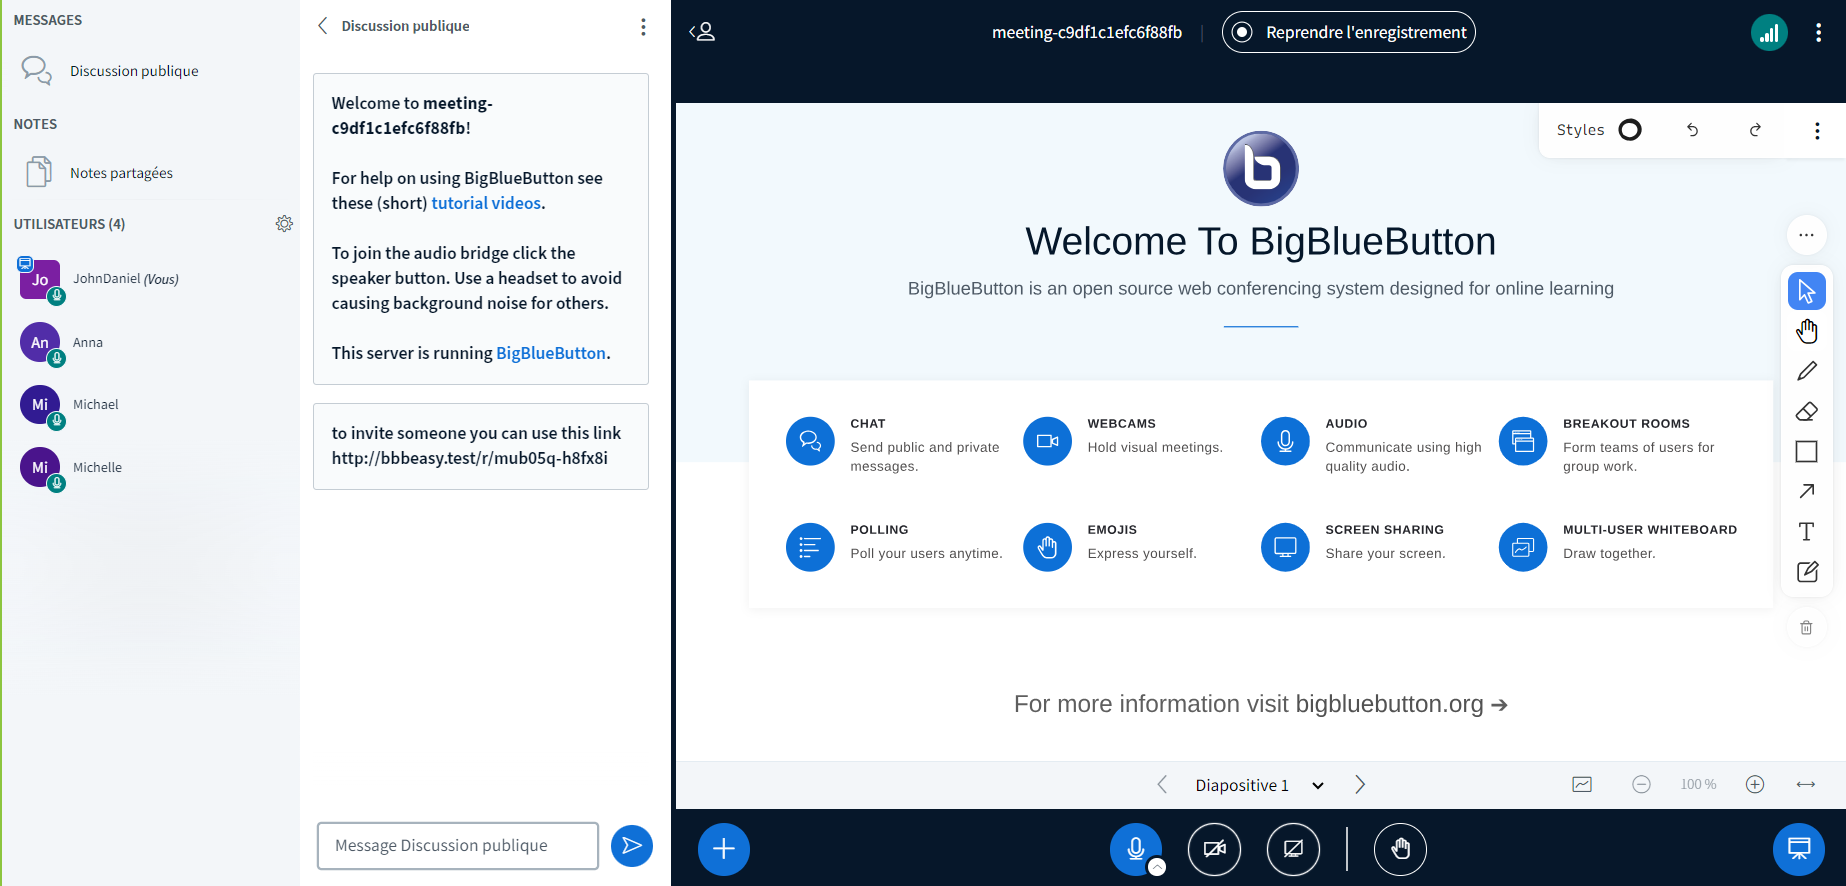 MESSAGES
Discussion publique
NOTES
Notes partagées
UTILISATEURS (4)
Jo
JohnDaniel (Vous)
An
Anna
Mi
Michael
Mi
Michelle
Discussion publique
Welcome to meeting-
c9df1c1efc6f88fb!
For help on using BigBlueButton see
these (short) tutorial videos.
To join the audio bridge click the
speaker button. Use a headset to avoid
causing background noise for others.
This server is running BigBlueButton.
to invite someone you can use this link
http://bbbeasy.test/r/mub05q-h8fx8i
Message Discussion publique
meeting-c9df1c1efc6f88fb
Reprendre l'enregistrement
Styles
Welcome To BigBlueButton
BigBlueButton is an open source web conferencing system designed for online learning
CHAT
Send public and private
messages.
WEBCAMS
Hold visual meetings.
AUDIO
Communicate using high
quality audio.
BREAKOUT ROOMS
Form teams of users for
group work.
POLLING
Poll your users anytime.
EMOJIS
Express yourself.
SCREEN SHARING
Share your screen.
MULTI-USER WHITEBOARD
Draw together.
For more information visit bigbluebutton.org ➔
Diapositive 1
100 %